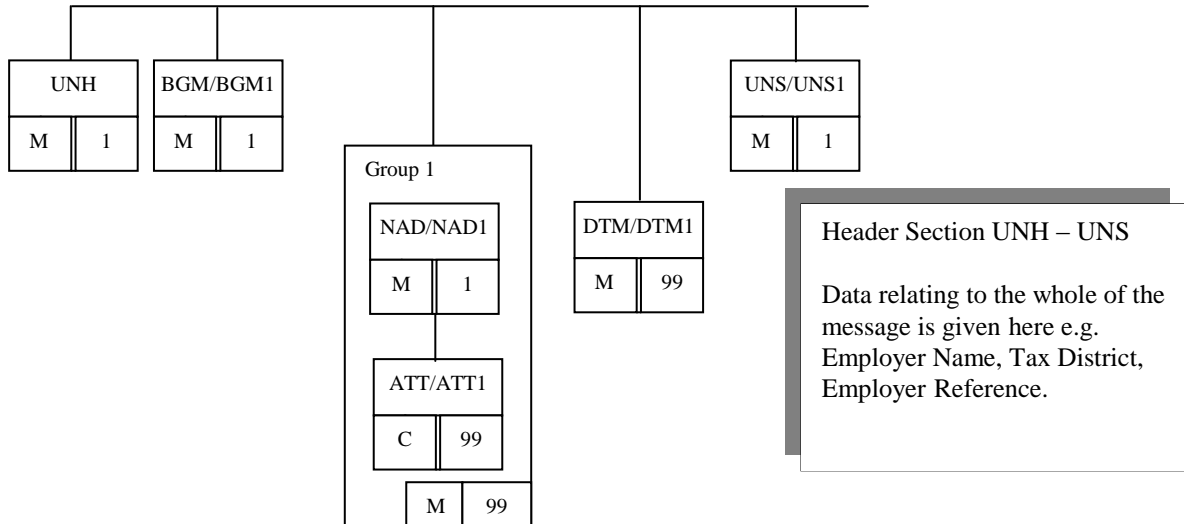 UNH
M 1
BGM/BGM1
M 1
Group 1
NAD/NAD1
M 1
ATT/ATT1
C 99
M 99
DTM/DTM1
M 99
UNS/UNS1
M 1
Header Section UNH – UNS
Data relating to the whole of the
message is given here e.g.
Employer Name, Tax District,
Employer Reference.